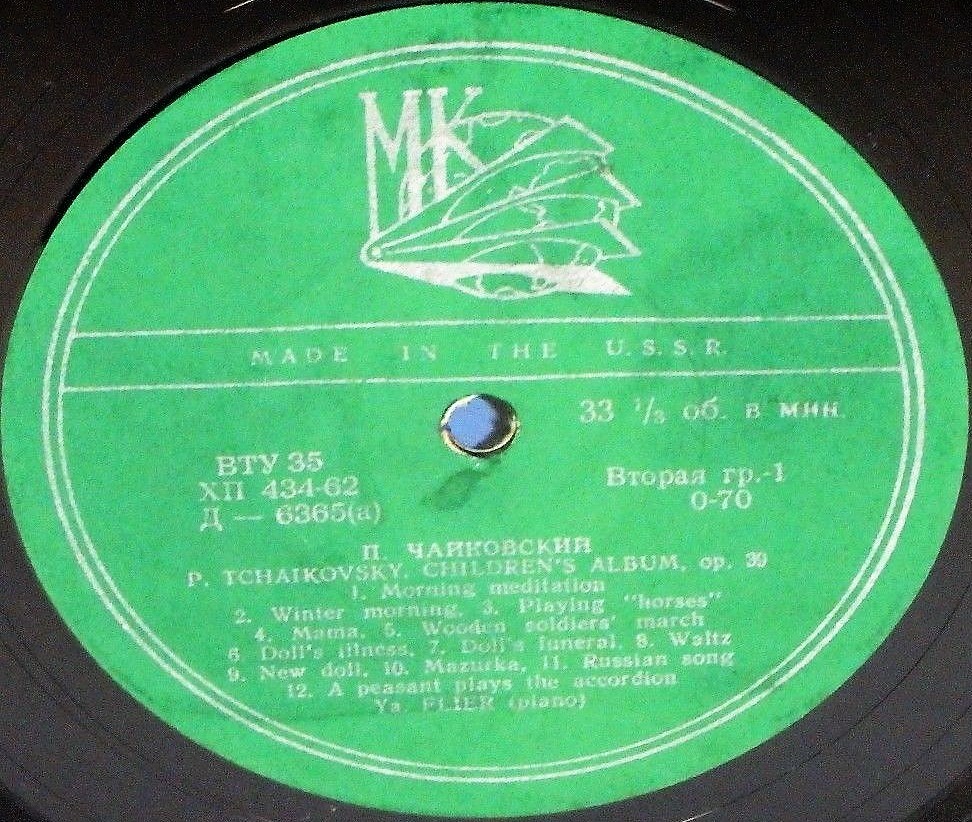 МК
MADE IN THE U.S.S.R.
33 ⅓ об. в мин.
ВТУ 35
ХП 434-62
Д — 6365(а)
Вторая гр.-1
0-70
П. ЧАЙКОВСКИЙ
P. TCHAIKOVSKY. CHILDREN'S ALBUM, op. 39
1. Morning meditation
2. Winter morning. 3. Playing "horses"
4. Mama. 5. Wooden soldiers' march
6 Doll's illness. 7. Doll's funeral. 8. Waltz
9. New doll. 10. Mazurka, 11. Russian song
12. A peasant plays the accordion
Ya. FLIER (piano)